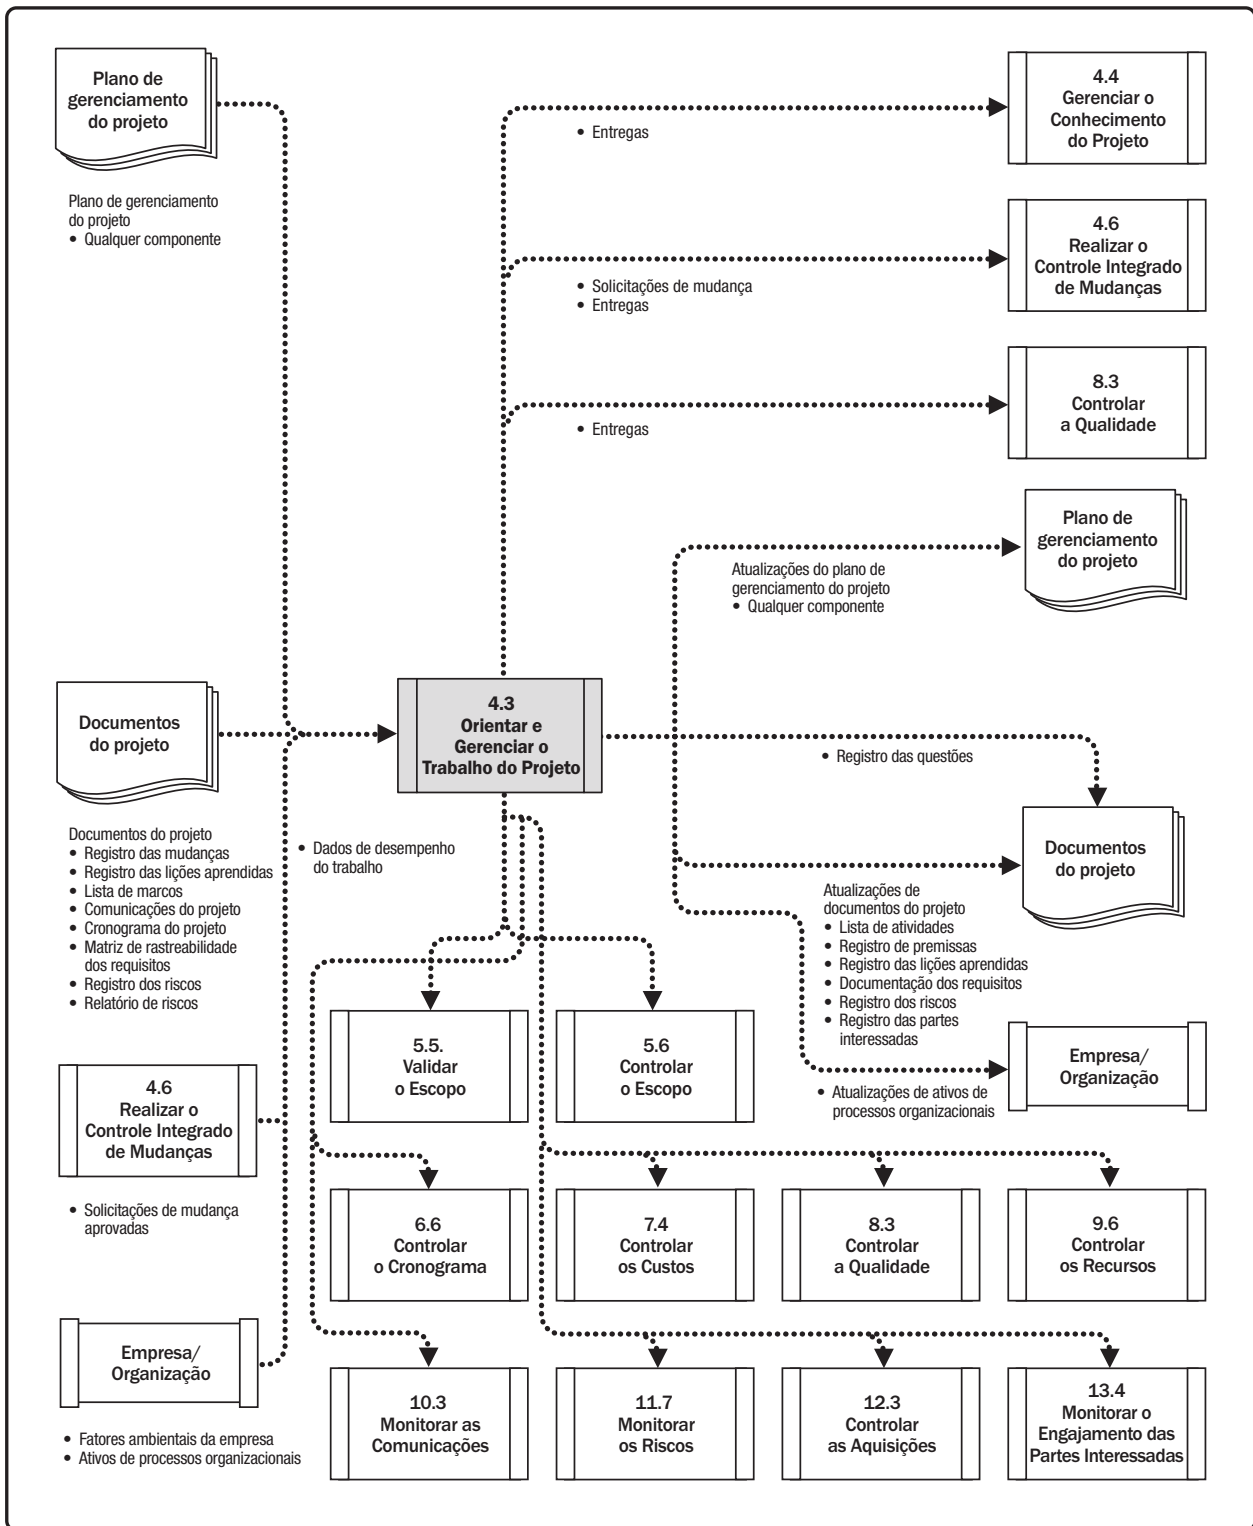 Plano de
gerenciamento
do projeto
Plano de gerenciamento
do projeto
• Qualquer componente
4.4
Gerenciar o
Conhecimento
do Projeto
• Entregas
4.6
Realizar o
Controle Integrado
de Mudanças
• Solicitações de mudança
• Entregas
8.3
Controlar
a Qualidade
• Entregas
Plano de
gerenciamento
do projeto
Atualizações do plano de
gerenciamento do projeto
• Qualquer componente
Documentos
do projeto
4.3
Orientar e
Gerenciar o
Trabalho do Projeto
• Registro das questões
Documentos do projeto
• Registro das mudanças
• Registro das lições aprendidas
• Lista de marcos
• Comunicações do projeto
• Cronograma do projeto
• Matriz de rastreabilidade
dos requisitos
• Registro dos riscos
• Relatório de riscos
• Dados de desempenho
do trabalho
Documentos
do projeto
Atualizações de
documentos do projeto
• Lista de atividades
• Registro de premissas
• Registro das lições aprendidas
• Documentação dos requisitos
• Registro dos riscos
• Registro das partes
interessadas
5.5.
Validar
o Escopo
5.6
Controlar
o Escopo
Empresa/
Organização
• Atualizações de ativos de
processos organizacionais
4.6
Realizar o
Controle Integrado
de Mudanças
• Solicitações de mudança
aprovadas
6.6
Controlar
o Cronograma
7.4
Controlar
os Custos
8.3
Controlar
a Qualidade
9.6
Controlar
os Recursos
Empresa/
Organização
• Fatores ambientais da empresa
• Ativos de processos organizacionais
10.3
Monitorar as
Comunicações
11.7
Monitorar
os Riscos
12.3
Controlar
as Aquisições
13.4
Monitorar o
Engajamento das
Partes Interessadas